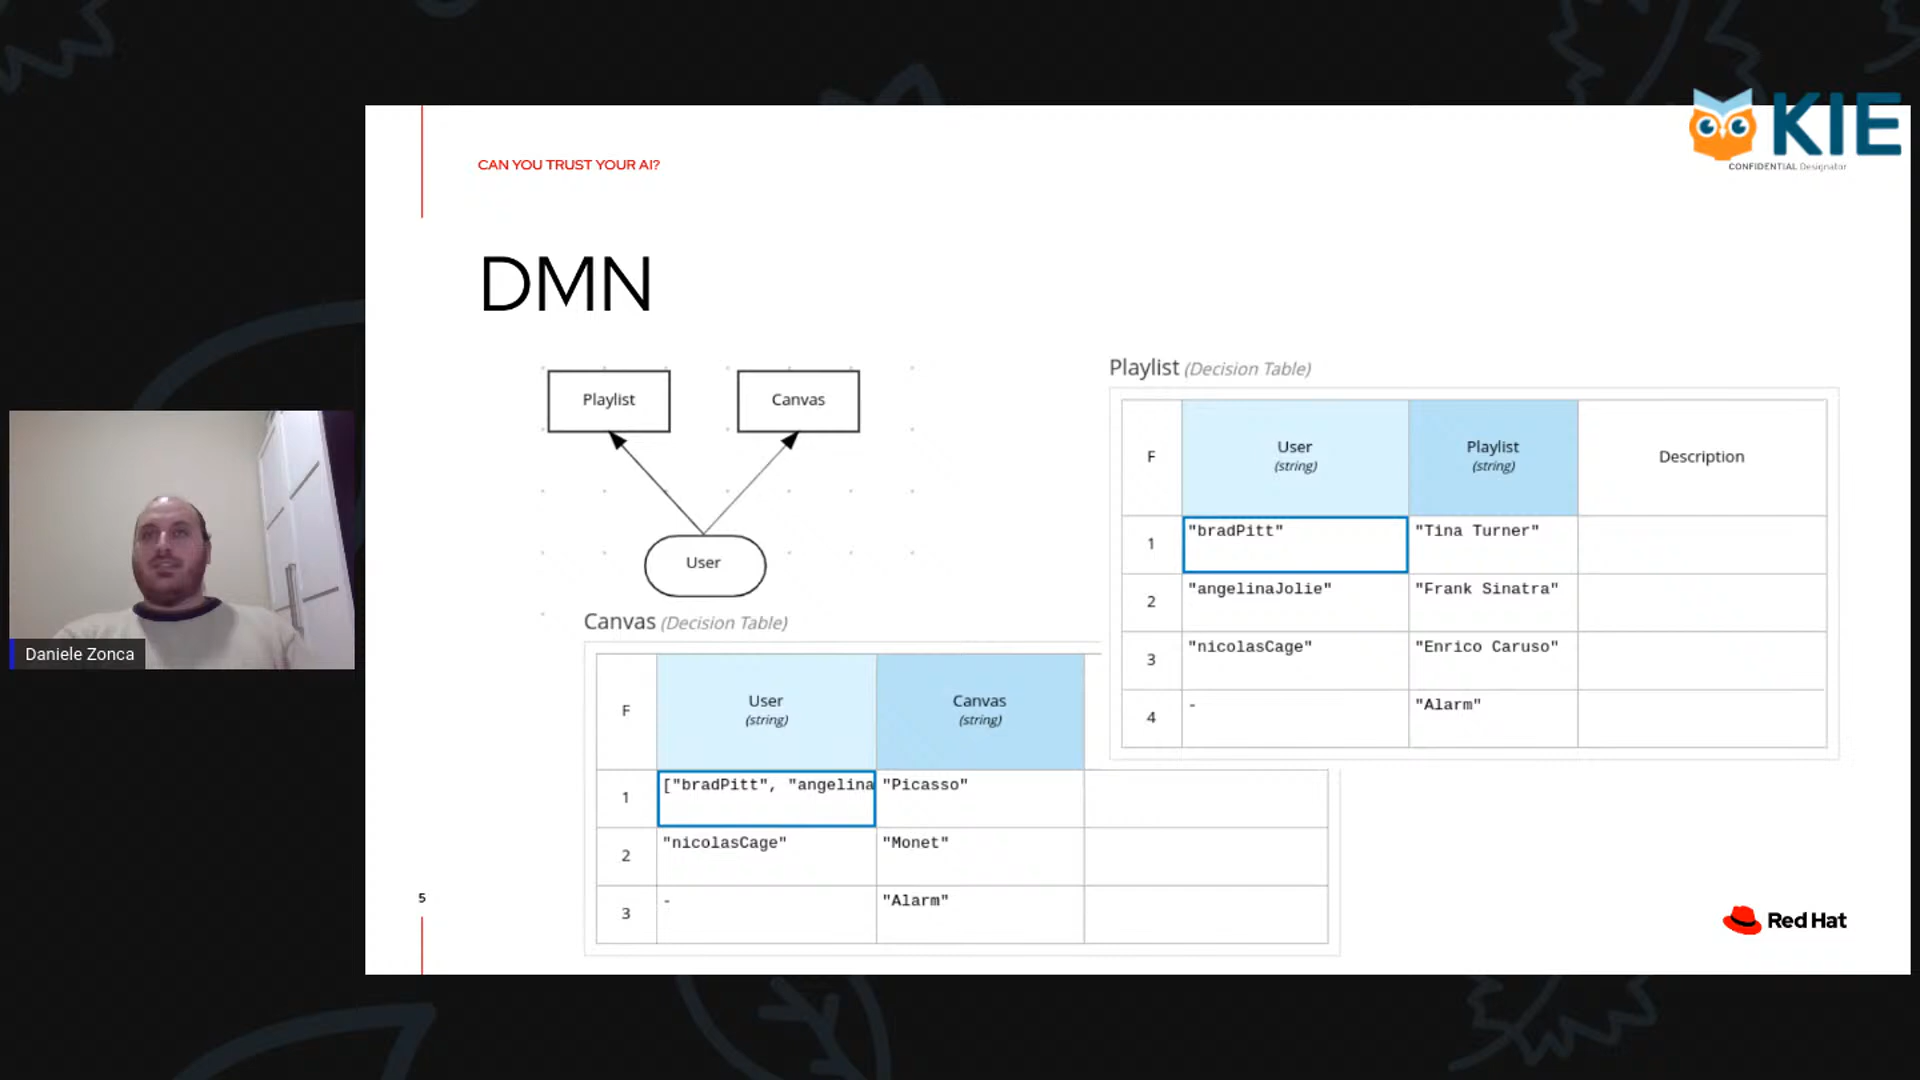 KIE
CONFIDENTIAL Designator
CAN YOU TRUST YOUR AI?
DMN
Playlist
Canvas
User
Playlist (Decision Table)
F
User
(string)
Playlist
(string)
Description
1
"bradPitt"
"Tina Turner"
2
"angelinaJolie"
"Frank Sinatra"
3
"nicolasCage"
"Enrico Caruso"
4
-
"Alarm"
Canvas (Decision Table)
F
User
(string)
Canvas
(string)
1
["bradPitt", "angelina
"Picasso"
2
"nicolasCage"
"Monet"
3
-
"Alarm"
Daniele Zonca
5
Red Hat